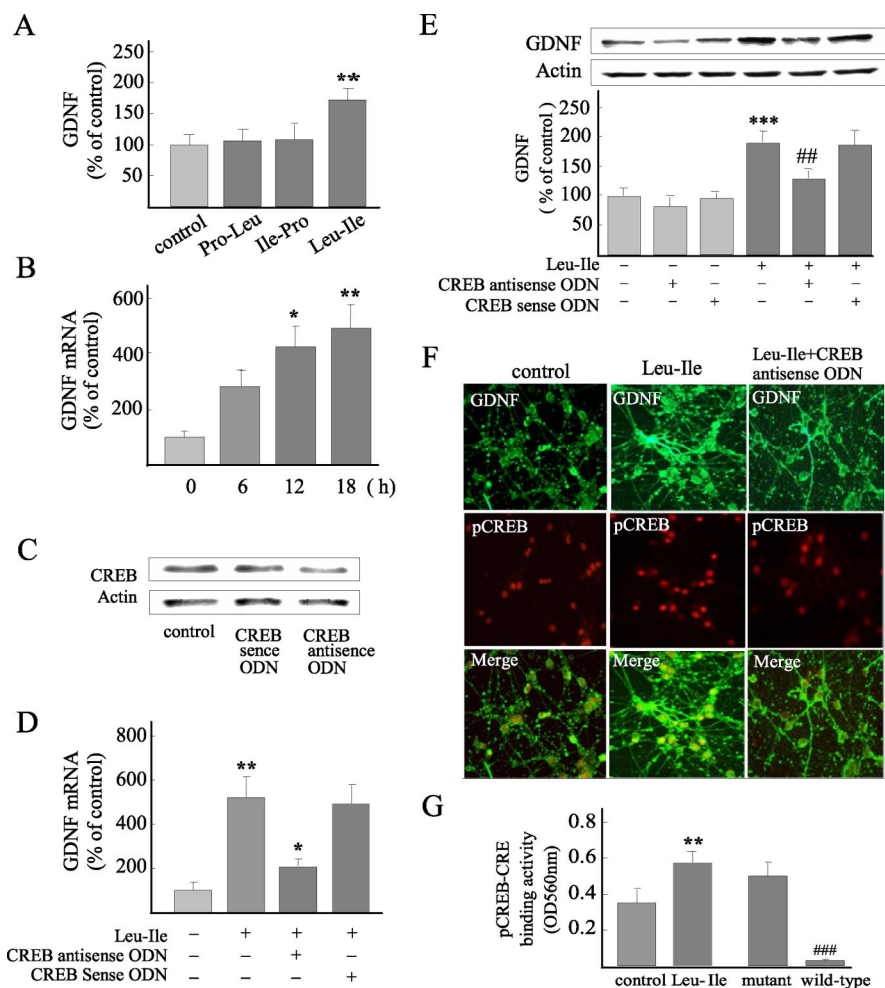 A
GDNF
(% of control)
250
200
150
100
50
**
control
Pro-Leu
Ile-Pro
Leu-Ile
B
GDNF mRNA
(% of control)
600
400
200
*
**
0 6 12 18 ( h )
C
CREB
Actin
control
CREB
sence
ODN
CREB
antisence
ODN
D
GDNF mRNA
(% of control)
800
600
400
200
**
*
Leu-Ile − + + +
CREB antisense ODN − − + −
CREB Sense ODN − − − +
E
GDNF
Actin
GDNF
( % of control)
250
200
150
100
50
***
##
Leu-Ile − − − + + +
CREB antisense ODN − + − − + −
CREB sense ODN − − + − − +
F
control
Leu-Ile
Leu-Ile+CREB
antisense ODN
GDNF GDNF GDNF
pCREB pCREB pCREB
Merge Merge Merge
G
pCREB-CRE
binding activity
(OD560nm)
0.8
0.6
0.4
0.2
**
###
control Leu-Ile mutant wild-type